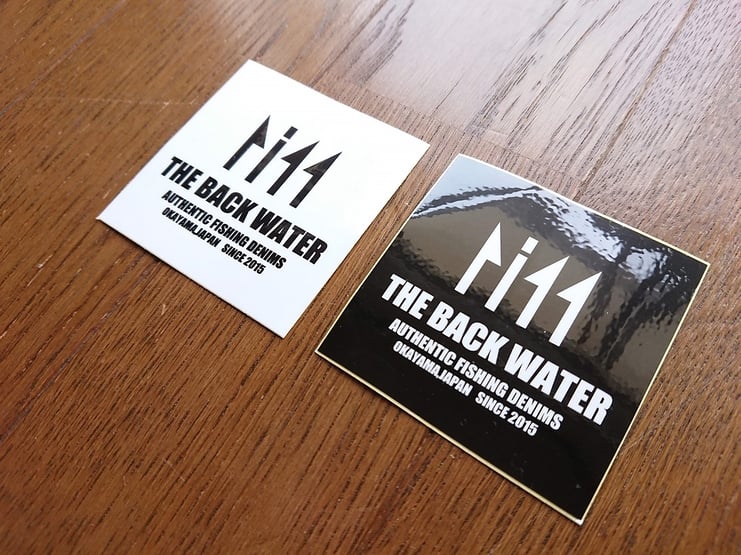 THE BACK WATER
AUTHENTIC FISHING DENIMS
OKAYAMA,JAPAN SINCE 2015
THE BACK WATER
AUTHENTIC FISHING DENIMS
OKAYAMA,JAPAN SINCE 2015